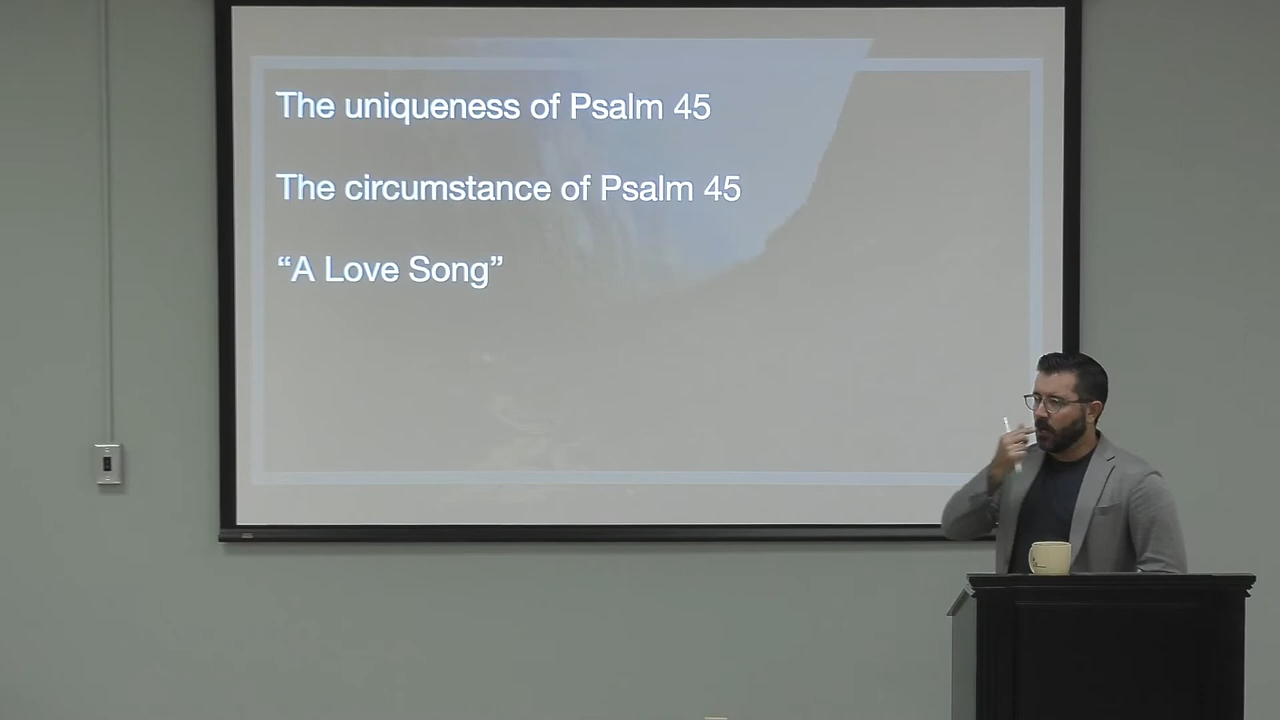 The uniqueness of Psalm 45
The circumstance of Psalm 45
“A Love Song”